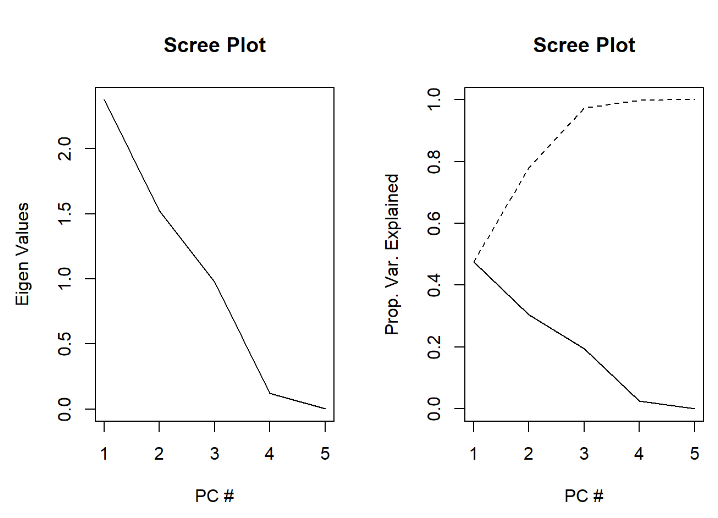 Scree Plot
Eigen Values
2.0
1.5
1.0
0.5
0.0
1 2 3 4 5
PC #
Scree Plot
Prop. Var. Explained
1.0
0.8
0.6
0.4
0.2
0.0
1 2 3 4 5
PC #